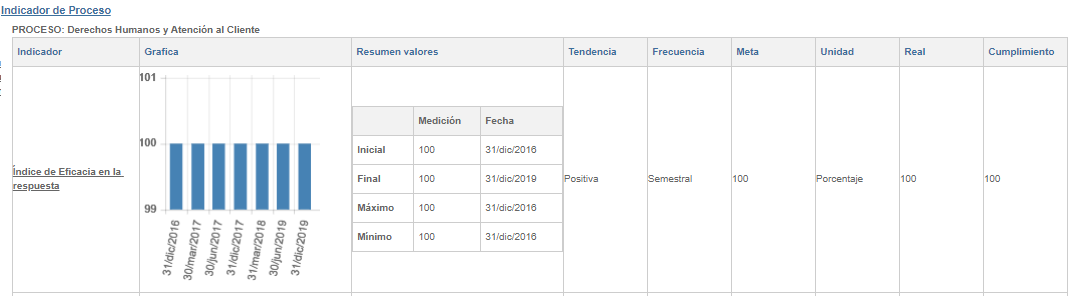 Indicador de Proceso
PROCESO: Derechos Humanos y Atención al Cliente
Indicador Grafica Resumen valores Tendencia Frecuencia Meta Unidad Real Cumplimiento
Índice de Eficacia en la
respuesta
101
100
99
31/dic/2016
30/mar/2017
30/jun/2017
31/dic/2017
31/mar/2018
30/jun/2019
31/dic/2019
Medición Fecha
Inicial 100 31/dic/2016
Final 100 31/dic/2019
Máximo 100 31/dic/2016
Mínimo 100 31/dic/2016
Positiva Semestral 100 Porcentaje 100 100